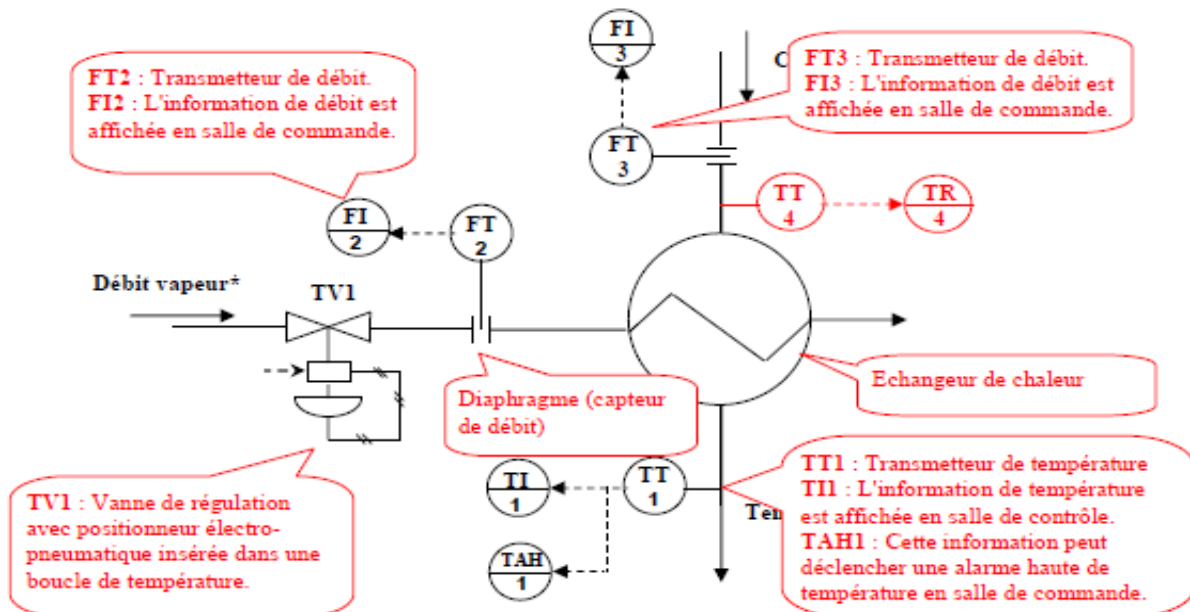 FI
3
C
FT2 : Transmetteur de débit.
FI2 : L'information de débit est
affichée en salle de commande.
FT3 : Transmetteur de débit.
FI3 : L'information de débit est
affichée en salle de commande.
FT
3
TT
4
TR
4
FI
2
FT
2
Débit vapeur*
TV1
Diaphragme (capteur
de débit)
Echangeur de chaleur
TV1 : Vanne de régulation
avec positionneur électro-
pneumatique insérée dans une
boucle de température.
TI
1
TT
1
TAH
1
TT1 : Transmetteur de température
TI1 : L'information de température
est affichée en salle de contrôle.
TAH1 : Cette information peut
déclencher une alarme haute de
température en salle de commande.